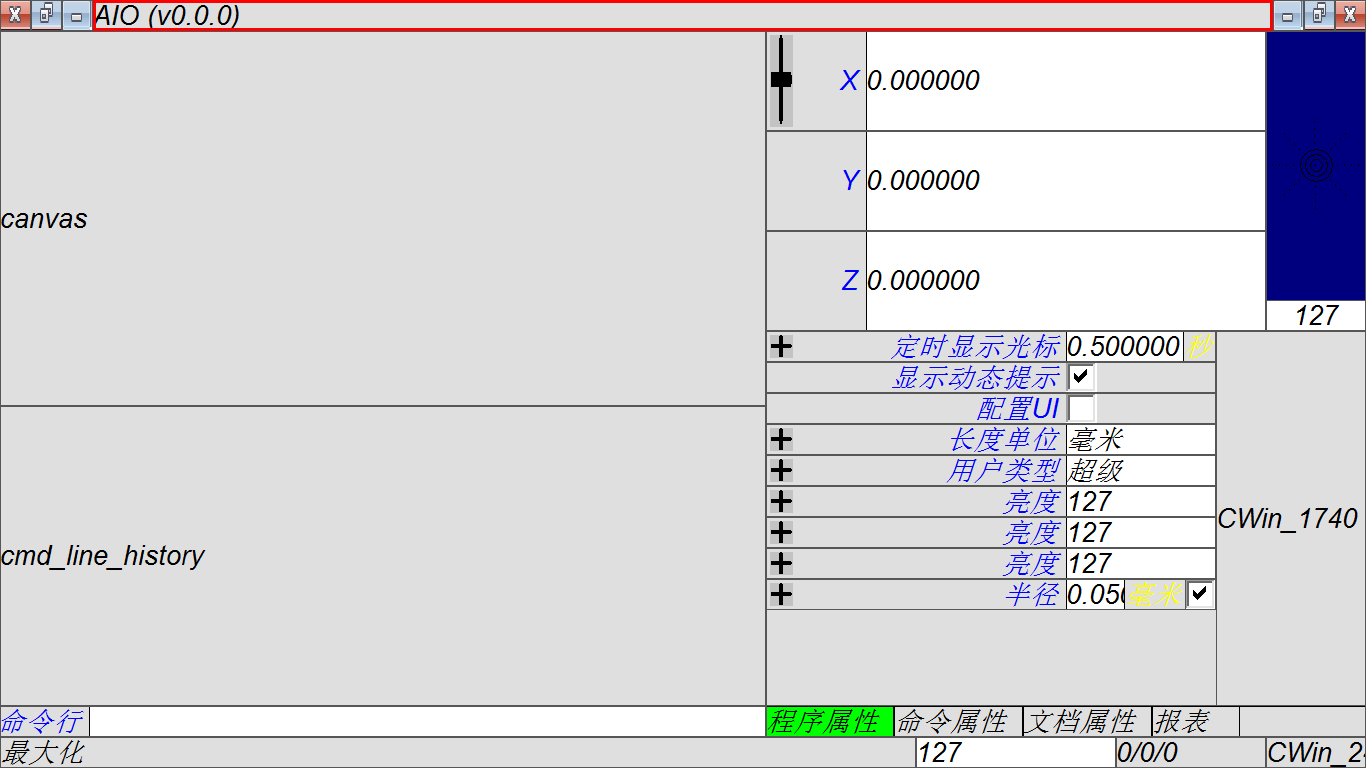 AIO (v0.0.0)
canvas
cmd_line_history
命令行
X 0.000000
Y 0.000000
Z 0.000000
127
定时显示光标 0.500000 秒
显示动态提示
配置UI
长度单位 毫米
用户类型 超级
亮度 127
亮度 127
亮度 127
半径 0.050 毫米
CWin_1740
程序属性 命令属性 文档属性 报表
最大化 127 0/0/0 CWin_2